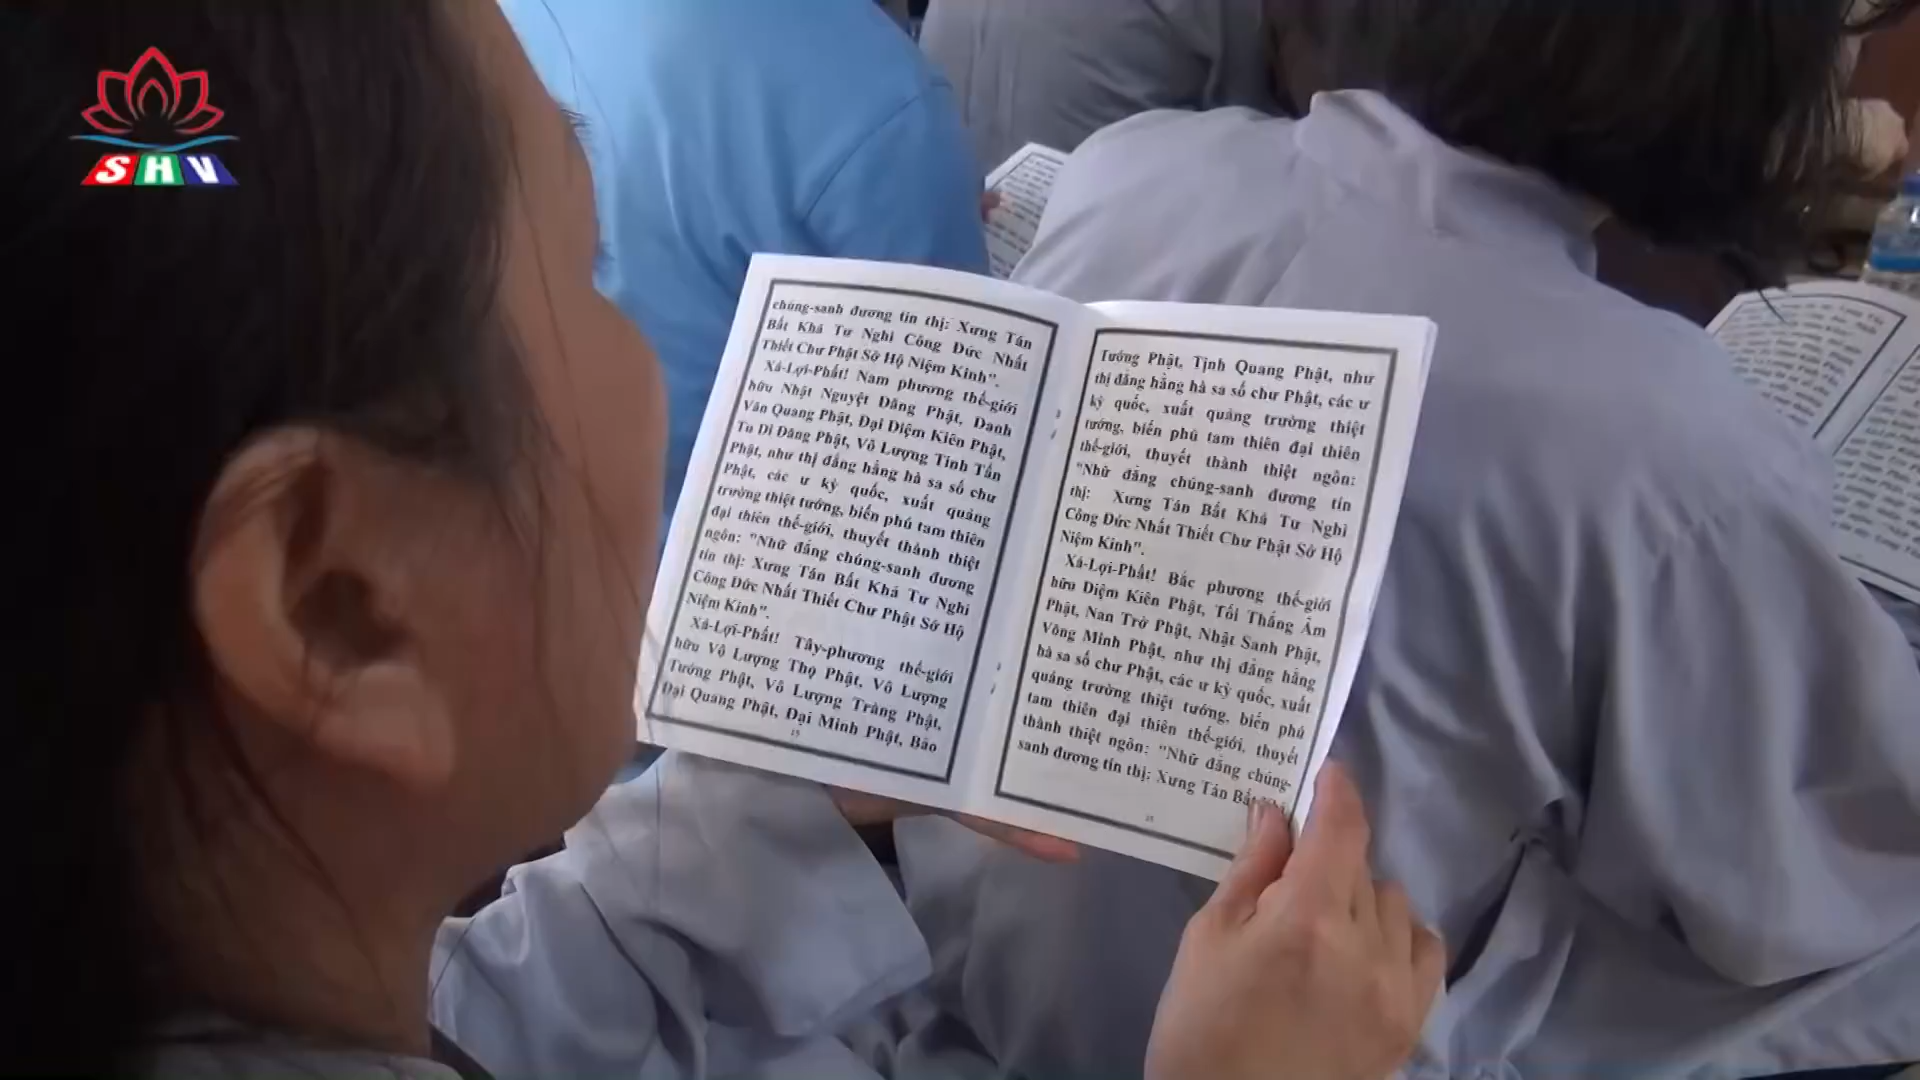 SHV
chúng-sanh đương tín thị: Xưng Tán
Bất Khả Tư Nghị Công Đức Nhất
Thiết Chư Phật Sở Hộ Niệm Kinh".
Xá-Lợi-Phất! Nam phương thế-giới
hữu Nhật Nguyệt Đăng Phật, Danh
Văn Quang Phật, Đại Diệm Kiên Phật,
Tu Di Đăng Phật, Vô Lượng Tinh Tấn
Phật, như thị đẳng hằng hà sa số chư
Phật, các ư kỳ quốc, xuất quảng
trường thiệt tướng, biến phú tam thiên
đại thiên thế-giới, thuyết thành thiệt
ngôn: "Nhữ đẳng chúng-sanh đương
tín thị: Xưng Tán Bất Khả Tư Nghị
Công Đức Nhất Thiết Chư Phật Sở Hộ
Niệm Kinh".
Xá-Lợi-Phất! Tây-phương thế-giới
hữu Vô Lượng Thọ Phật, Vô Lượng
Tướng Phật, Vô Lượng Tràng Phật,
Đại Quang Phật, Đại Minh Phật, Bảo
Tướng Phật, Tịnh Quang Phật, như
thị đẳng hằng hà sa số chư Phật, các ư
kỳ quốc, xuất quảng trường thiệt
tướng, biến phú tam thiên đại thiên
thế-giới, thuyết thành thiệt ngôn:
"Nhữ đẳng chúng-sanh đương tín
thị: Xưng Tán Bất Khả Tư Nghị
Công Đức Nhất Thiết Chư Phật Sở Hộ
Niệm Kinh".
Xá-Lợi-Phất! Bắc phương thế-giới
hữu Diệm Kiên Phật, Tối Thắng Âm
Phật, Nan Trở Phật, Nhật Sanh Phật,
Võng Minh Phật, như thị đẳng hằng
hà sa số chư Phật, các ư kỳ quốc, xuất
quảng trường thiệt tướng, biến phú
tam thiên đại thiên thế-giới, thuyết
thành thiệt ngôn: "Nhữ đẳng chúng-
sanh đương tín thị: Xưng Tán Bất